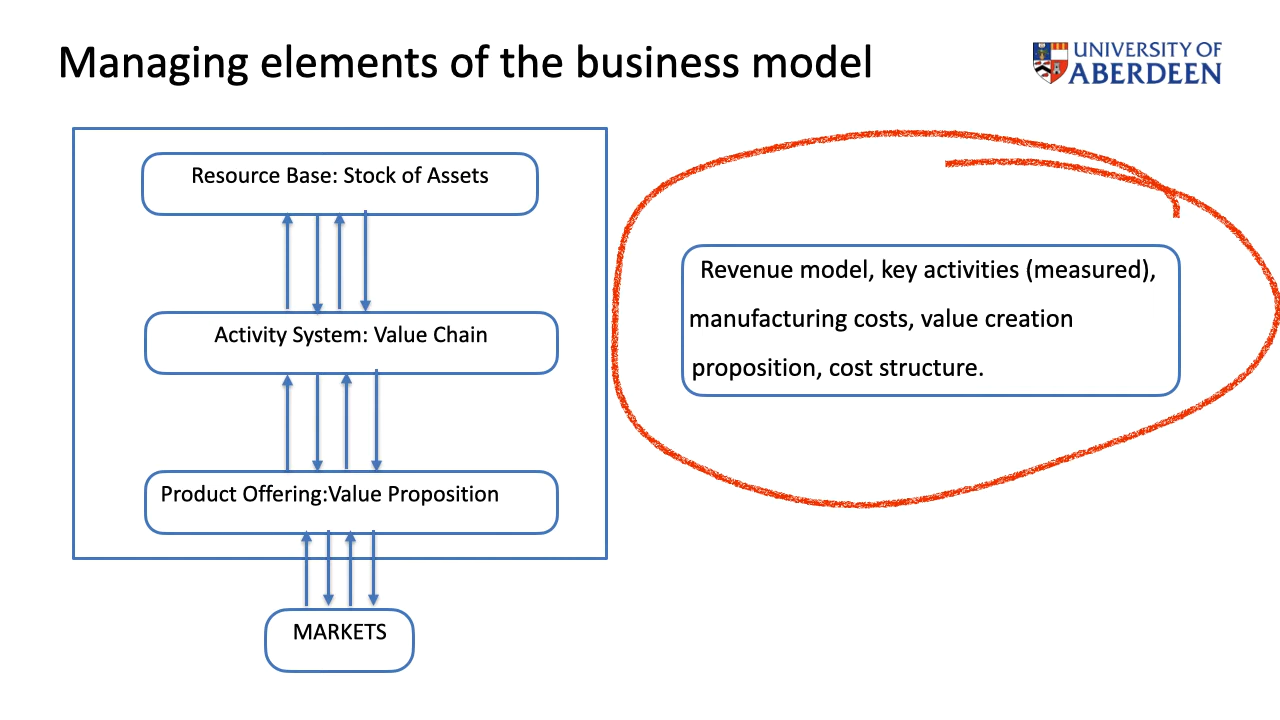 Managing elements of the business model
UNIVERSITY OF
ABERDEEN
Resource Base: Stock of Assets
Activity System: Value Chain
Product Offering:Value Proposition
MARKETS
Revenue model, key activities (measured),
manufacturing costs, value creation
proposition, cost structure.